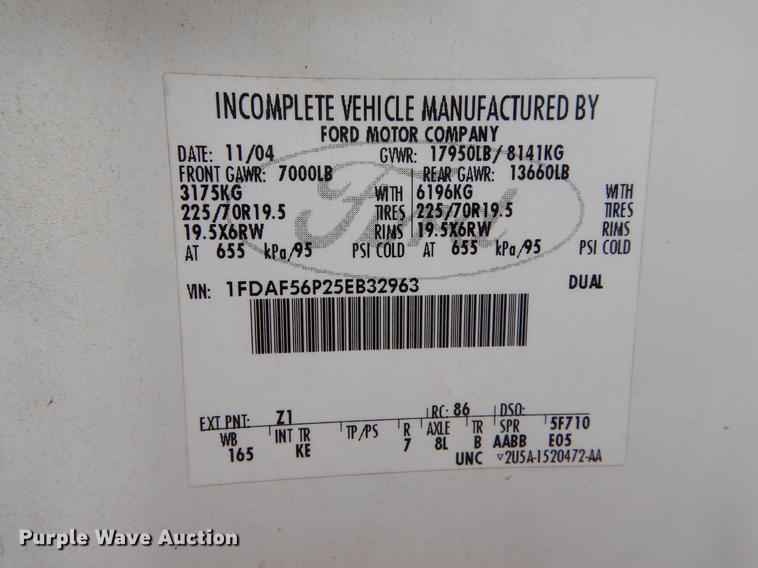 INCOMPLETE VEHICLE MANUFACTURED BY
FORD MOTOR COMPANY
DATE: 11/04 GVWR: 17950LB/ 8141KG
FRONT GAWR: 7000LB REAR GAWR: 13660LB
3175KG WITH 6196KG WITH
225/70R19.5 TIRES 225/70R19.5 TIRES
19.5X6RW RIMS 19.5X6RW RIMS
AT 655 kPa/95 PSI COLD AT 655 kPa/95 PSI COLD
VIN: 1FDAF56P25EB32963 DUAL
EXT PNT: Z1 RC: 86 DSO:
WB INT TR TP/PS R AXLE TR SPR 5F710
165 KE 7 8L B AABB E05
UNC ▽2U5A-1520472-AA
Ford
Purple Wave Auction